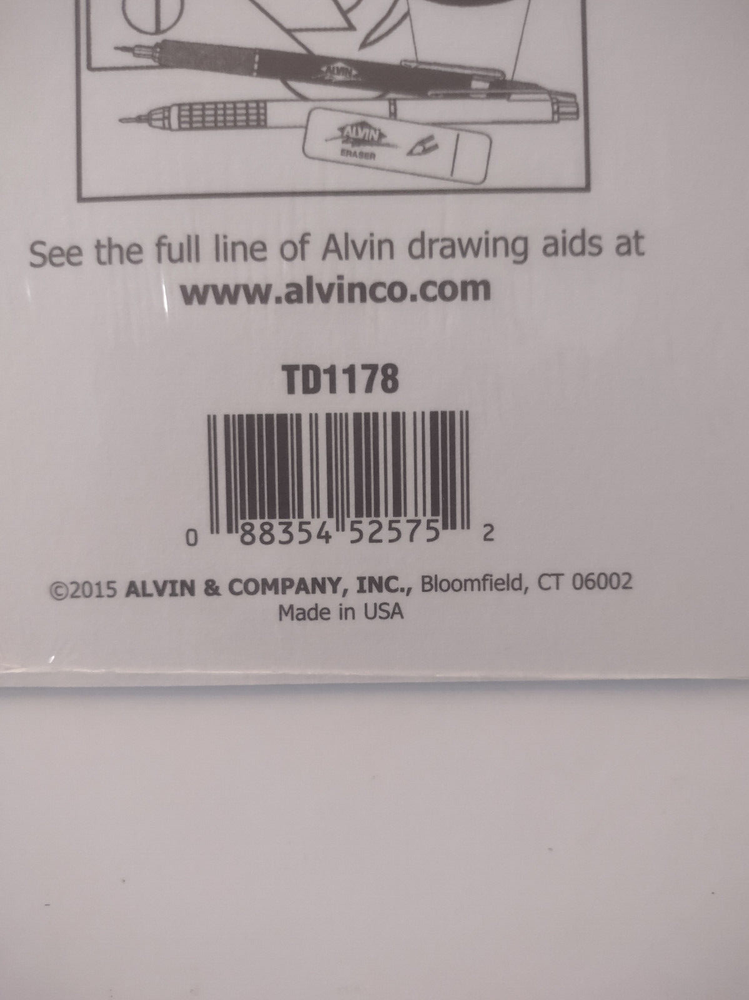 ALVIN
ALVIN
ERASER
See the full line of Alvin drawing aids at
www.alvinco.com
TD1178
0 88354 52575 2
©2015 ALVIN & COMPANY, INC., Bloomfield, CT 06002
Made in USA